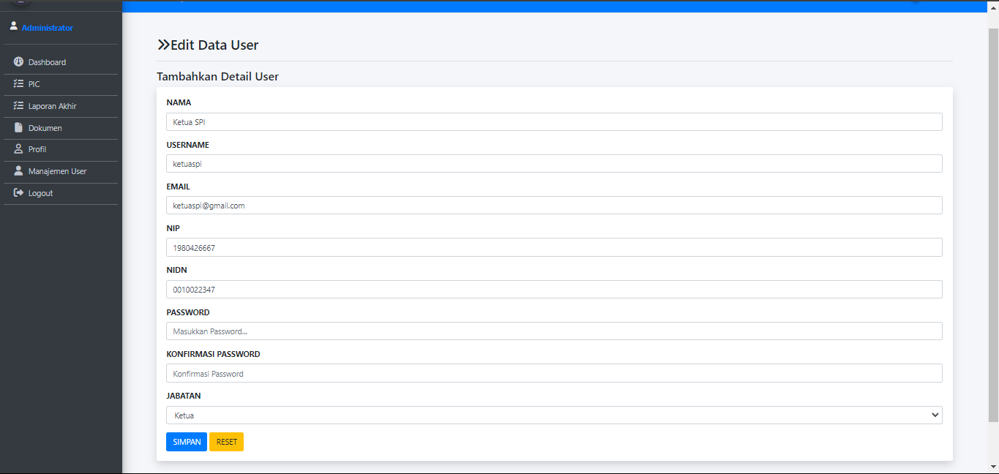 Administrator
Dashboard
PIC
Laporan Akhir
Dokumen
Profil
Manajemen User
Logout
Edit Data User
Tambahkan Detail User
NAMA
Ketua SPI
USERNAME
ketuaspi
EMAIL
ketuaspi@gmail.com
NIP
1980426667
NIDN
0010022347
PASSWORD
Masukkan Password...
KONFIRMASI PASSWORD
Konfirmasi Password
JABATAN
Ketua
SIMPAN RESET